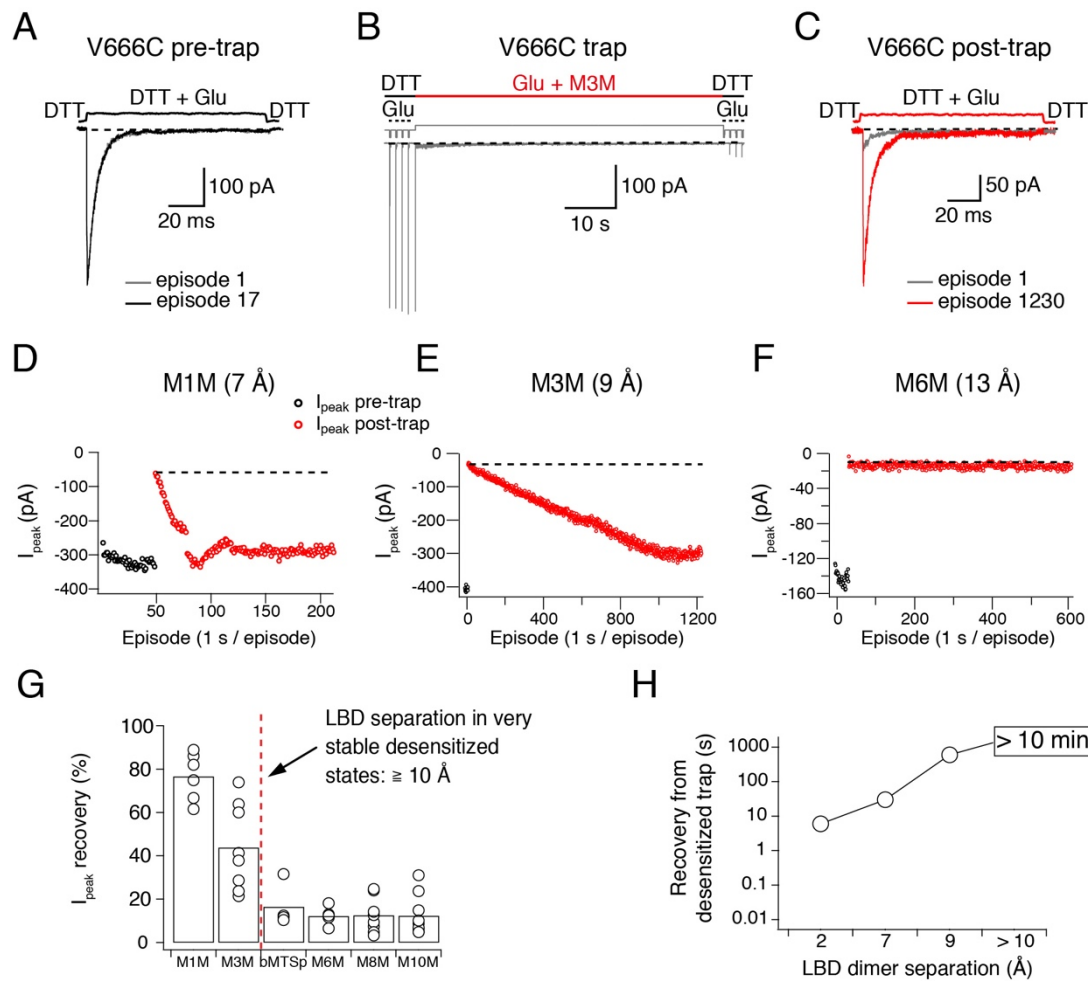 A
V666C pre-trap
DTT
DTT + Glu
DTT
100 pA
20 ms
episode 1
episode 17
B
V666C trap
DTT
Glu + M3M
DTT
Glu
Glu
100 pA
10 s
C
V666C post-trap
DTT
DTT + Glu
DTT
50 pA
20 ms
episode 1
episode 1230
D
M1M (7 Å)
I peak pre-trap
I peak post-trap
I peak (pA)
0
-100
-200
-300
-400
50 100 150 200
Episode (1 s / episode)
E
M3M (9 Å)
I peak (pA)
0
-100
-200
-300
-400
0 400 800 1200
Episode (1 s / episode)
F
M6M (13 Å)
I peak (pA)
0
-40
-80
-120
-160
0 200 400 600
Episode (1 s / episode)
G
I peak recovery (%)
100
80
60
40
20
0
LBD separation in very
stable desensitized
states: ≧ 10 Å
M1M M3M bMTSp M6M M8M M10M
H
Recovery from
desensitized trap (s)
1000
100
10
1
0.1
0.01
> 10 min
2 7 9 > 10
LBD dimer separation (Å)